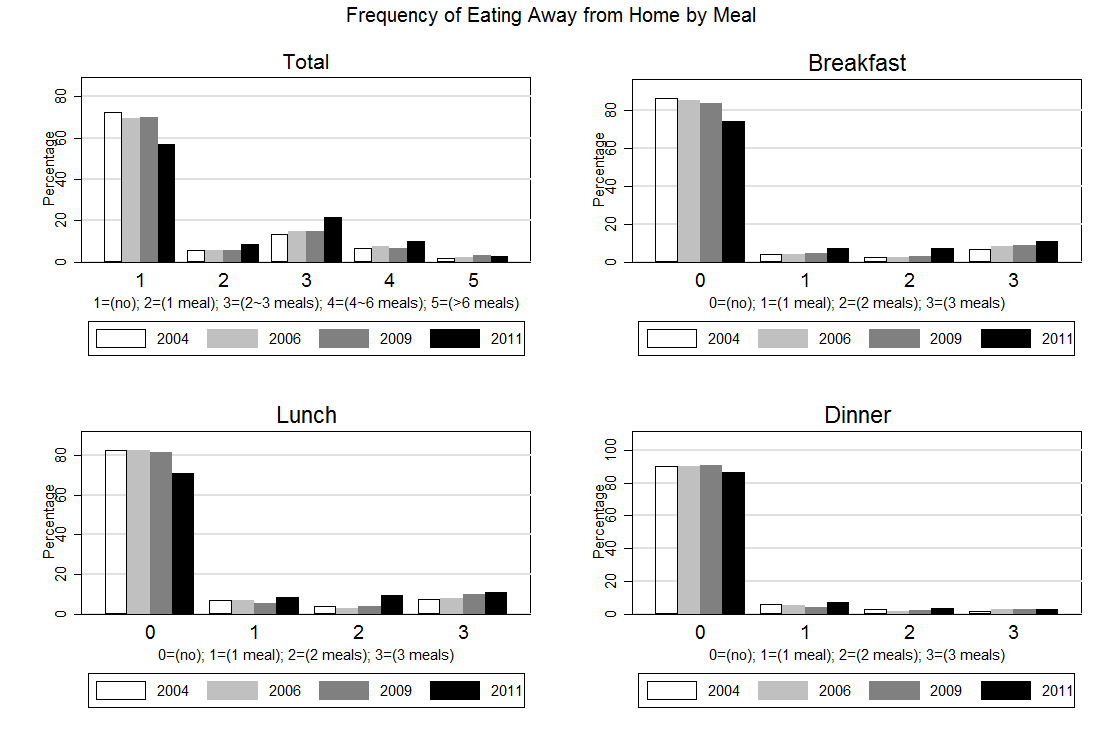 Frequency of Eating Away from Home by Meal
Total
Percentage
80
60
40
20
0
1 2 3 4 5
1=(no); 2=(1 meal); 3=(2~3 meals); 4=(4~6 meals); 5=(>6 meals)
2004 2006 2009 2011
Breakfast
Percentage
80
60
40
20
0
0 1 2 3
0=(no); 1=(1 meal); 2=(2 meals); 3=(3 meals)
2004 2006 2009 2011
Lunch
Percentage
80
60
40
20
0
0 1 2 3
0=(no); 1=(1 meal); 2=(2 meals); 3=(3 meals)
2004 2006 2009 2011
Dinner
Percentage
100
80
60
40
20
0
0 1 2 3
0=(no); 1=(1 meal); 2=(2 meals); 3=(3 meals)
2004 2006 2009 2011